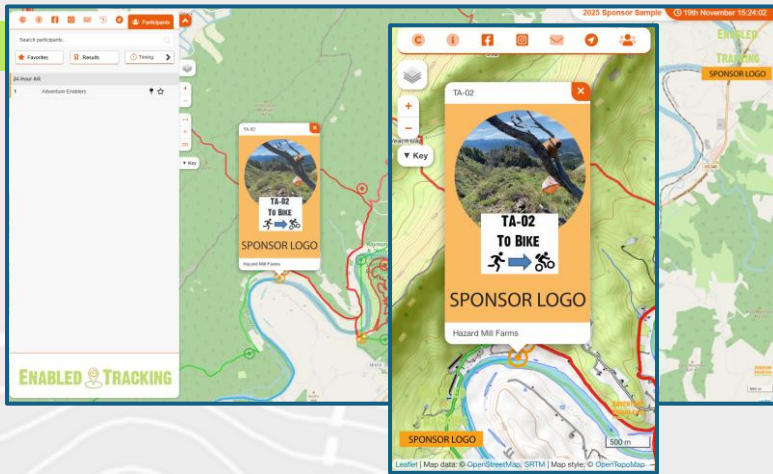 2025 Sponsor Sample 19th November 15:24:02
Participants
Search participants...
Favorites
Results
Timing
24 Hour AR
1 Adventure Enablers
ENABLED TRACKING
+
−
Key
TA-02
TA-02
TO BIKE
SPONSOR LOGO
Hazard Mill Farms
+
−
Key
TA-02
TA-02
TO BIKE
SPONSOR LOGO
Hazard Mill Farms
SPONSOR LOGO
500 m
Leaflet | Map data: © OpenStreetMap, SRTM | Map style: © OpenTopoMap
ENABLED
TRACKING
SPONSOR LOGO